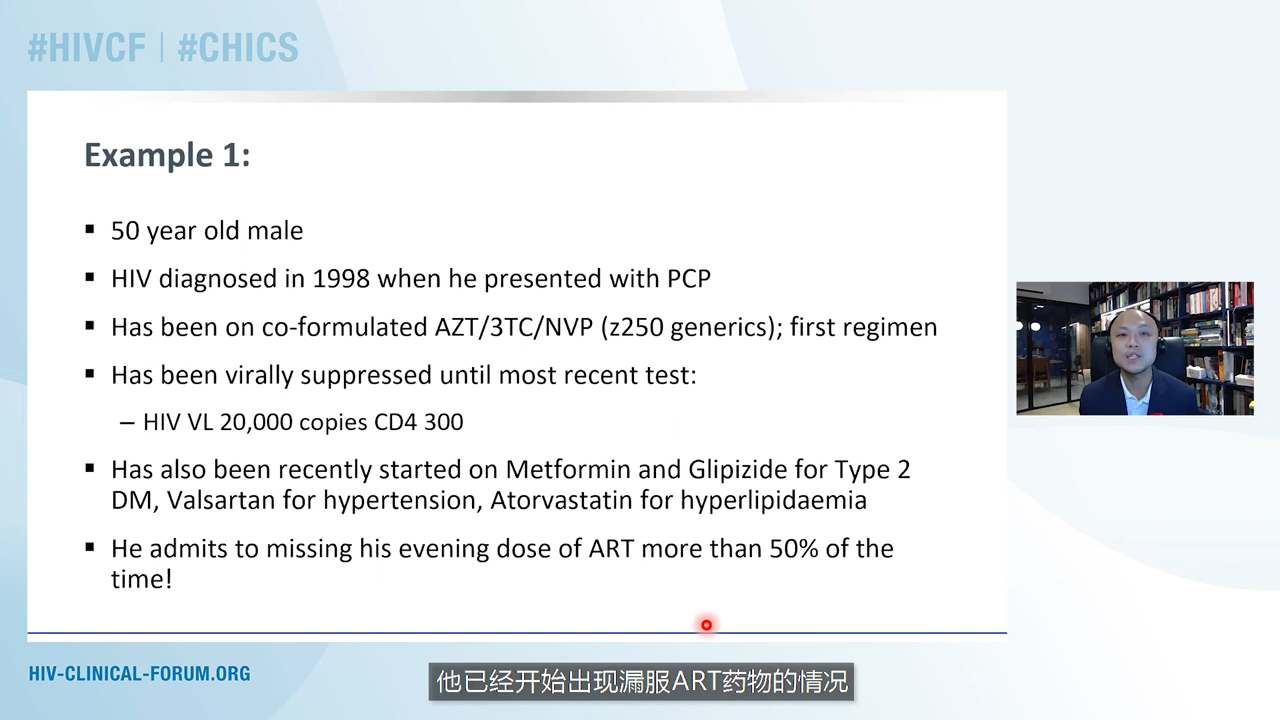 #HIVCF | #CHICS
Example 1:
▪ 50 year old male
▪ HIV diagnosed in 1998 when he presented with PCP
▪ Has been on co-formulated AZT/3TC/NVP (z250 generics); first regimen
▪ Has been virally suppressed until most recent test:
– HIV VL 20,000 copies CD4 300
▪ Has also been recently started on Metformin and Glipizide for Type 2
DM, Valsartan for hypertension, Atorvastatin for hyperlipidaemia
▪ He admits to missing his evening dose of ART more than 50% of the
time!
HIV-CLINICAL-FORUM.ORG
他已经开始出现漏服ART药物的情况